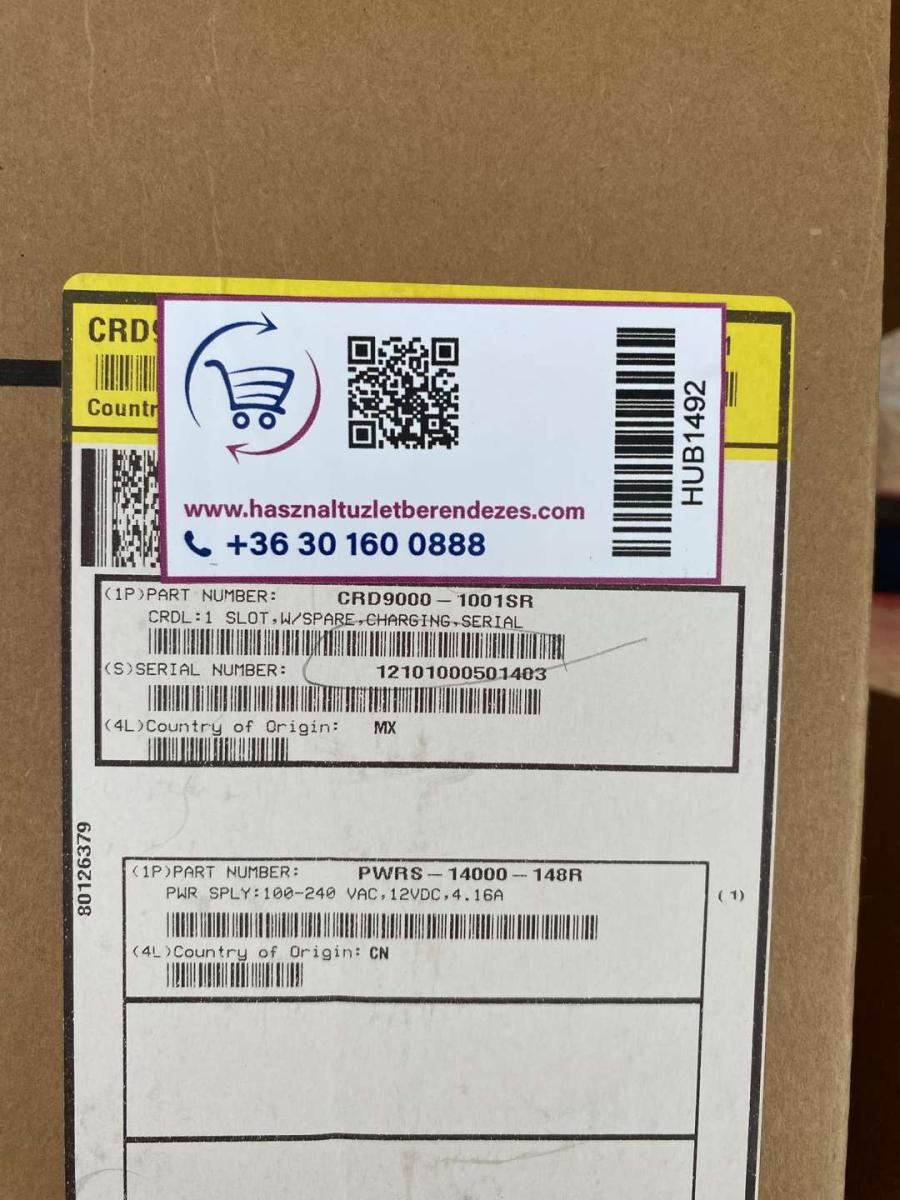 CRD9
Countr
www.hasznaltuzletberendezes.com
+36 30 160 0888
HUB1492
(1P)PART NUMBER: CRD9000-1001SR
CRDL:1 SLOT,W/SPARE,CHARGING,SERIAL
(S)SERIAL NUMBER: 12101000501403
(4L)Country of Origin: MX
80126379
(1P)PART NUMBER: PWRS-14000-148R
PWR SPLY:100-240 VAC,12VDC,4.16A
(1)
(4L)Country of Origin: CN